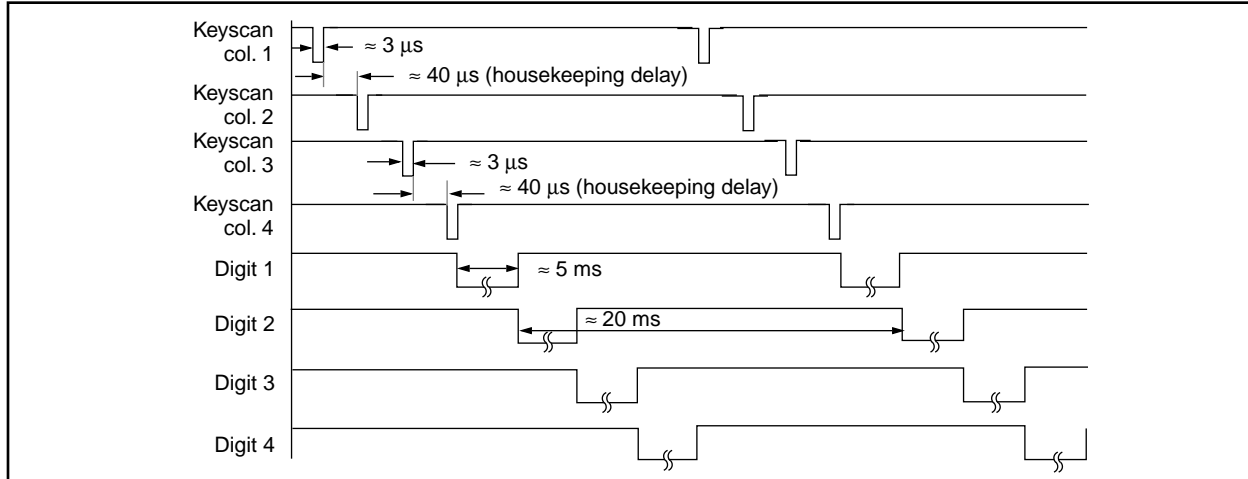 Keyscan
col. 1
≈ 3 μs
≈ 40 μs (housekeeping delay)
Keyscan
col. 2
Keyscan
col. 3
≈ 3 μs
≈ 40 μs (housekeeping delay)
Keyscan
col. 4
Digit 1
≈ 5 ms
Digit 2
≈ 20 ms
Digit 3
Digit 4